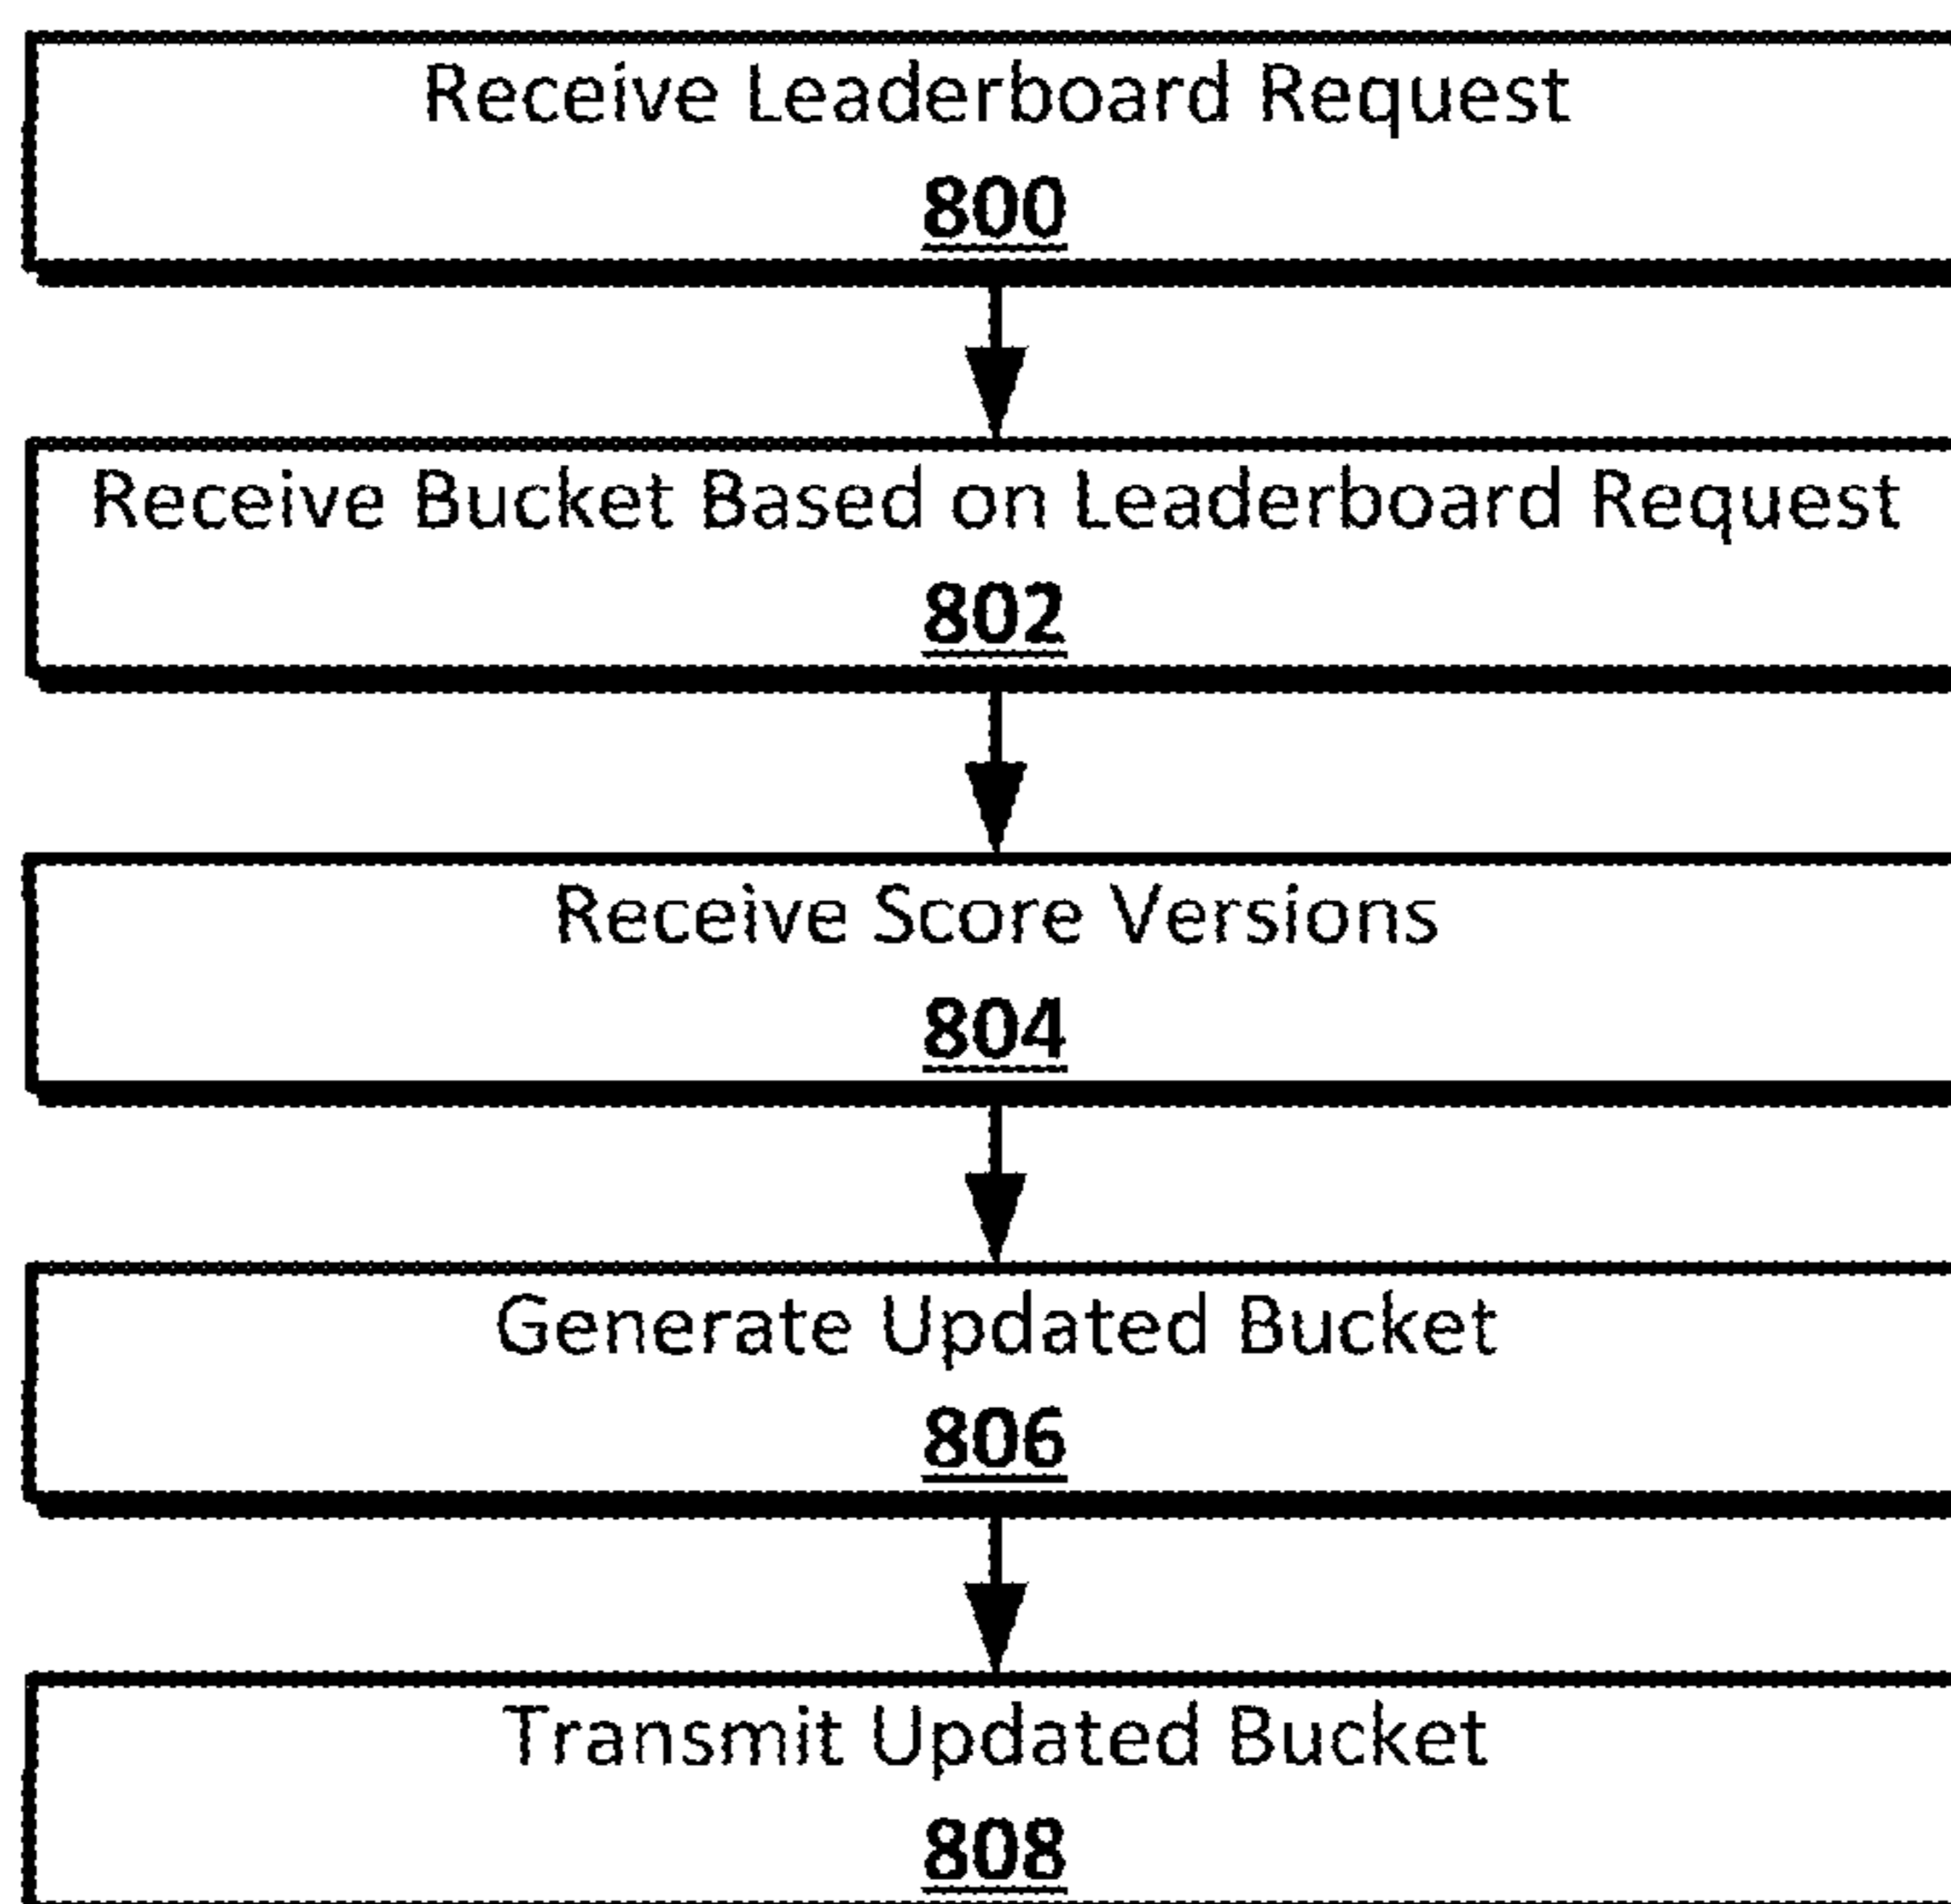 Receive Leaderboard Request
800
Receive Bucket Based on Leaderboard Request
802
Receive Score Versions
804
Generate Updated Bucket
806
Transmit Updated Bucket
808